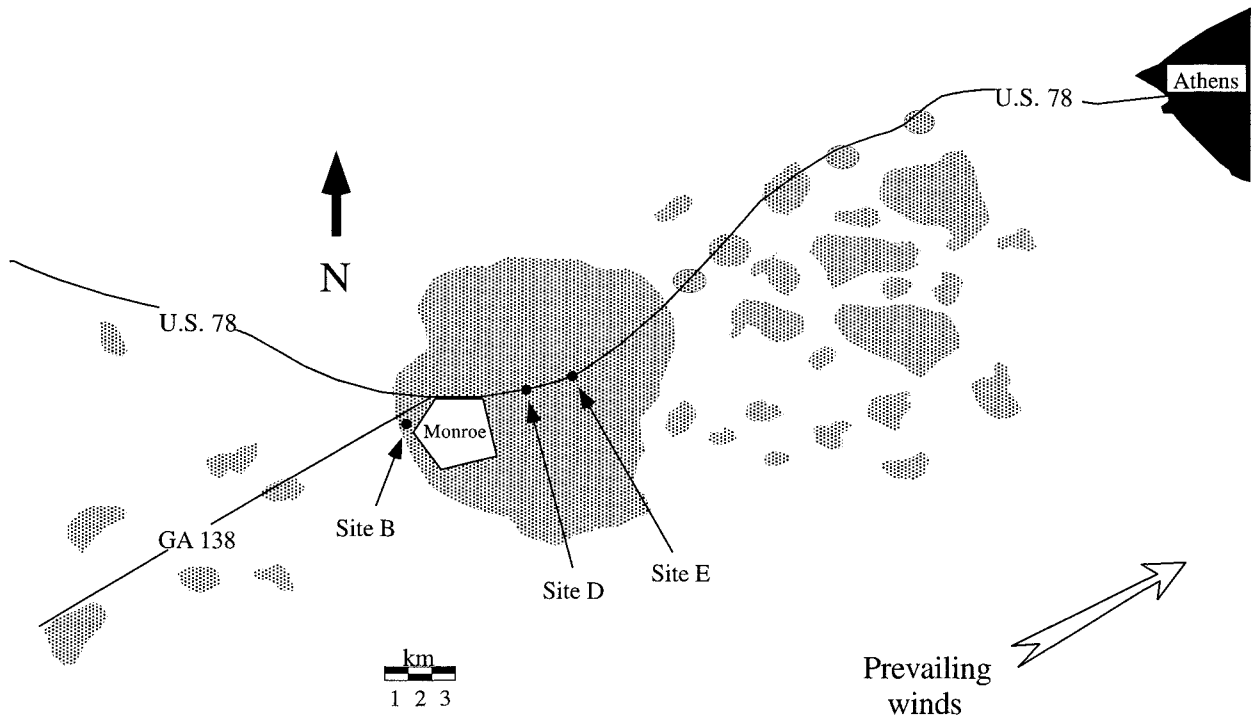 Athens
U.S. 78
N
U.S. 78
Monroe
Site B
GA 138
Site E
Site D
km
1 2 3
Prevailing
winds